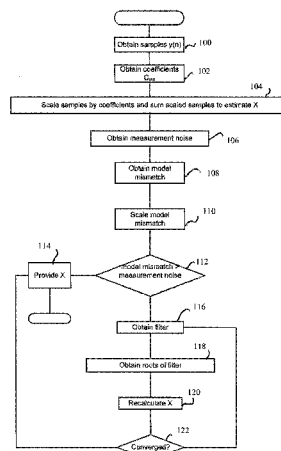 Obtain samples y(n)
100
Obtain coefficients
102
104
Scale samples by coefficients and sum scaled samples to estimate X
Obtain measurement noise
106
Obtain model
mismatch
108
Scale model
mismatch
110
114
Provide X
model mismatch >
measurement noise
112
Obtain filter
116
118
Obtain roots of filter
120
Recalculate X
122
Converged?